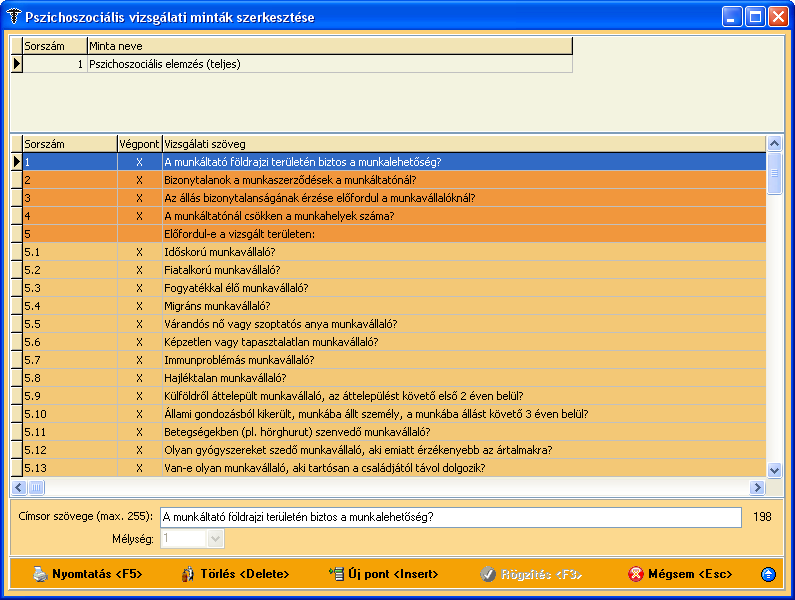 Pszichoszociális vizsgálati minták szerkesztése
Sorszám Minta neve
1 Pszichoszociális elemzés (teljes)
Sorszám Végpont Vizsgálati szöveg
1 X A munkáltató földrajzi területén biztos a munkalehetőség?
2 X Bizonytalanok a munkaszerződések a munkáltatónál?
3 X Az állás bizonytalanságának érzése előfordul a munkavállalóknál?
4 X A munkáltatónál csökken a munkahelyek száma?
5 Előfordul-e a vizsgált területen:
5.1 X Időskorú munkavállaló?
5.2 X Fiatalkorú munkavállaló?
5.3 X Fogyatékkal élő munkavállaló?
5.4 X Migráns munkavállaló?
5.5 X Várandós nő vagy szoptatós anya munkavállaló?
5.6 X Képzetlen vagy tapasztalatlan munkavállaló?
5.7 X Immunproblémás munkavállaló?
5.8 X Hajléktalan munkavállaló?
5.9 X Külföldről áttelepült munkavállaló, az áttelepülést követő első 2 éven belül?
5.10 X Állami gondozásból kikerült, munkába állt személy, a munkába állást követő 3 éven belül?
5.11 X Betegségekben (pl. hörghurut) szenvedő munkavállaló?
5.12 X Olyan gyógyszereket szedő munkavállaló, aki emiatt érzékenyebb az ártalmakra?
5.13 X Van-e olyan munkavállaló, aki tartósan a családjától távol dolgozik?
Címsor szövege (max. 255): A munkáltató földrajzi területén biztos a munkalehetőség? 198
Mélység: 1
Nyomtatás <F5> Törlés <Delete> Új pont <Insert> Rögzítés <F3> Mégsem <Esc>